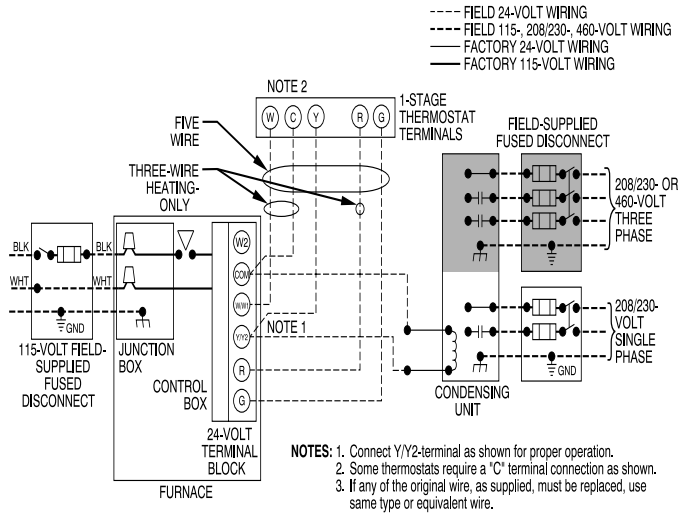 FIELD 24-VOLT WIRING
FIELD 115-, 208/230-, 460-VOLT WIRING
FACTORY 24-VOLT WIRING
FACTORY 115-VOLT WIRING
NOTE 2
1-STAGE
THERMOSTAT
TERMINALS
W C Y R G
FIVE
WIRE
THREE-WIRE
HEATING-
ONLY
FIELD-SUPPLIED
FUSED DISCONNECT
208/230- OR
460-VOLT
THREE
PHASE
BLK
BLK
WHT
WHT
GND
W2
COM
W/W1
Y/Y2
R
G
NOTE 1
208/230-
VOLT
SINGLE
PHASE
GND
115-VOLT FIELD-
SUPPLIED
FUSED
DISCONNECT
JUNCTION
BOX
CONTROL
BOX
24-VOLT
TERMINAL
BLOCK
FURNACE
CONDENSING
UNIT
NOTES: 1. Connect Y/Y2-terminal as shown for proper operation.
2. Some thermostats require a "C" terminal connection as shown.
3. If any of the original wire, as supplied, must be replaced, use
same type or equivalent wire.